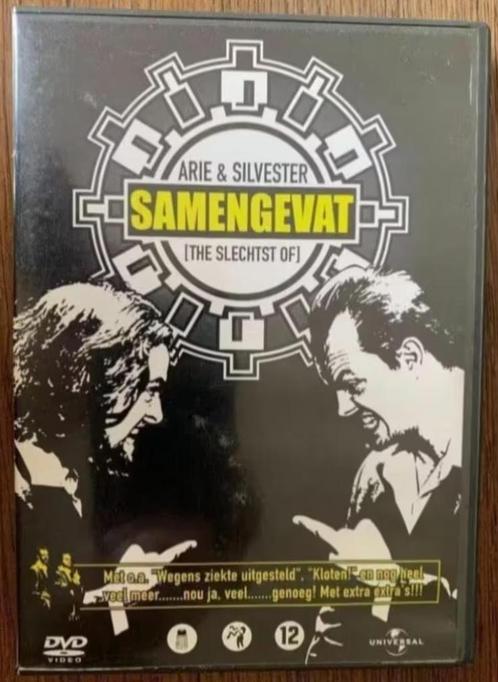 ARIE & SILVESTER
SAMENGEVAT
[THE SLECHTST OF]
Met o.a. "Wegens ziekte uitgesteld", "Kloten!" en nog heel
veel meer.......nou ja, veel.......genoeg! Met extra extra's!!!
DVD
VIDEO
12
UNIVERSAL